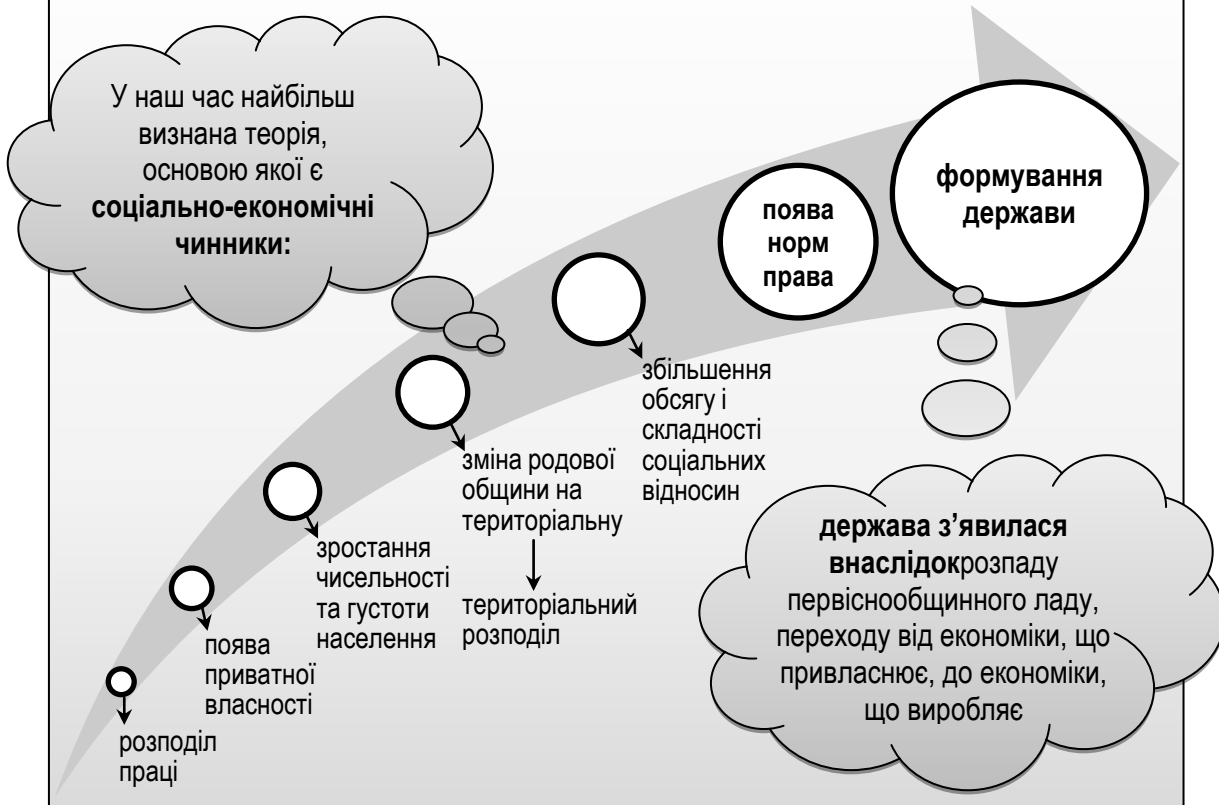 У наш час найбільш
визнана теорія,
основою якої є
соціально-економічні
чинники:
формування
держави
поява
норм
права
збільшення
обсягу і
складності
соціальних
відносин
зміна родової
общини на
територіальну
територіальний
розподіл
зростання
чисельності
та густоти
населення
поява
приватної
власності
розподіл
праці
держава з’явилася
внаслідокрозпаду
первіснообщинного ладу,
переходу від економіки, що
привласнює, до економіки,
що виробляє